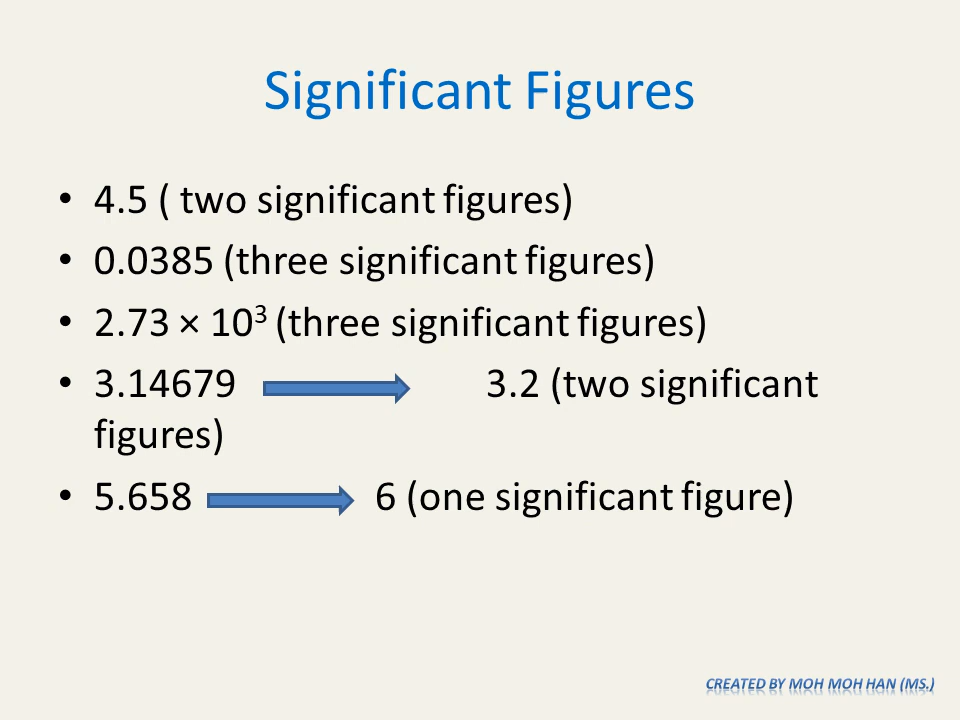 Significant Figures
• 4.5 ( two significant figures)
• 0.0385 (three significant figures)
• 2.73 × 10³ (three significant figures)
• 3.14679 3.2 (two significant
figures)
• 5.658 6 (one significant figure)
CREATED BY MOH MOH HAN (MS.)